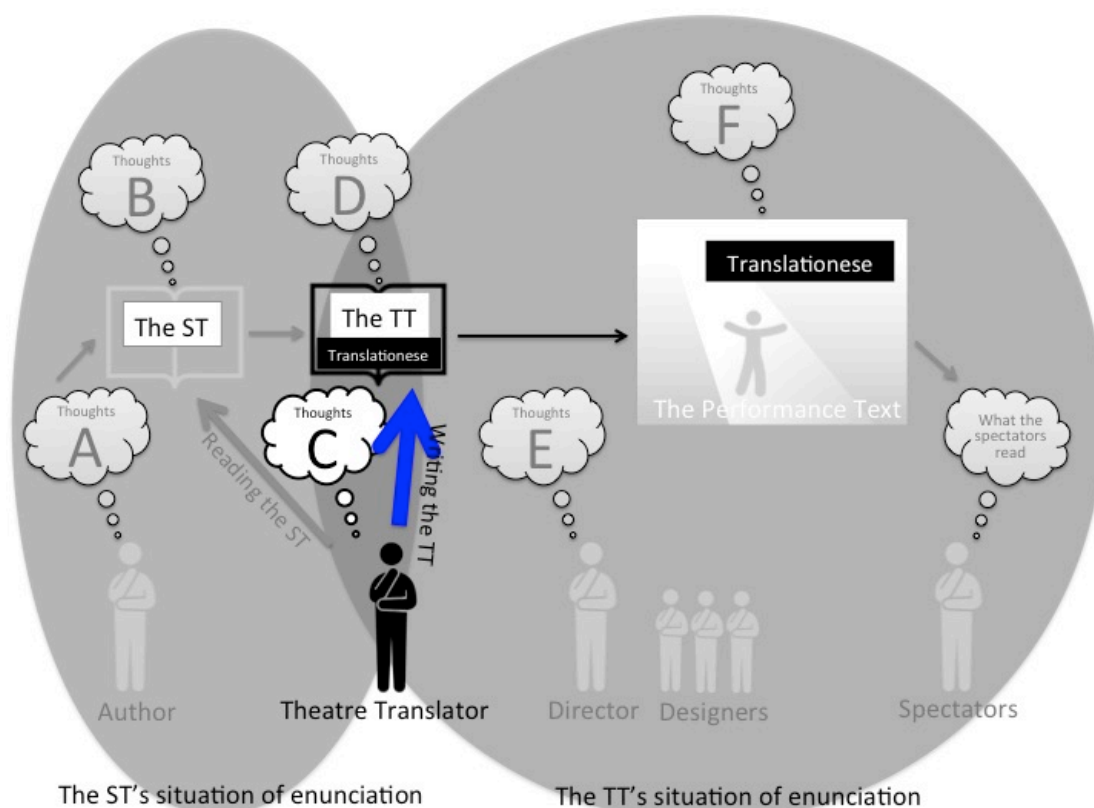 Thoughts
F
Thoughts
B
Thoughts
D
Translationese
The ST
The TT
Translationese
The Performance Text
Thoughts
A
Reading the ST
Thoughts
C
Writing the TT
Thoughts
E
What the
spectators
read
Author
Theatre Translator
Director
Designers
Spectators
The ST's situation of enunciation
The TT's situation of enunciation